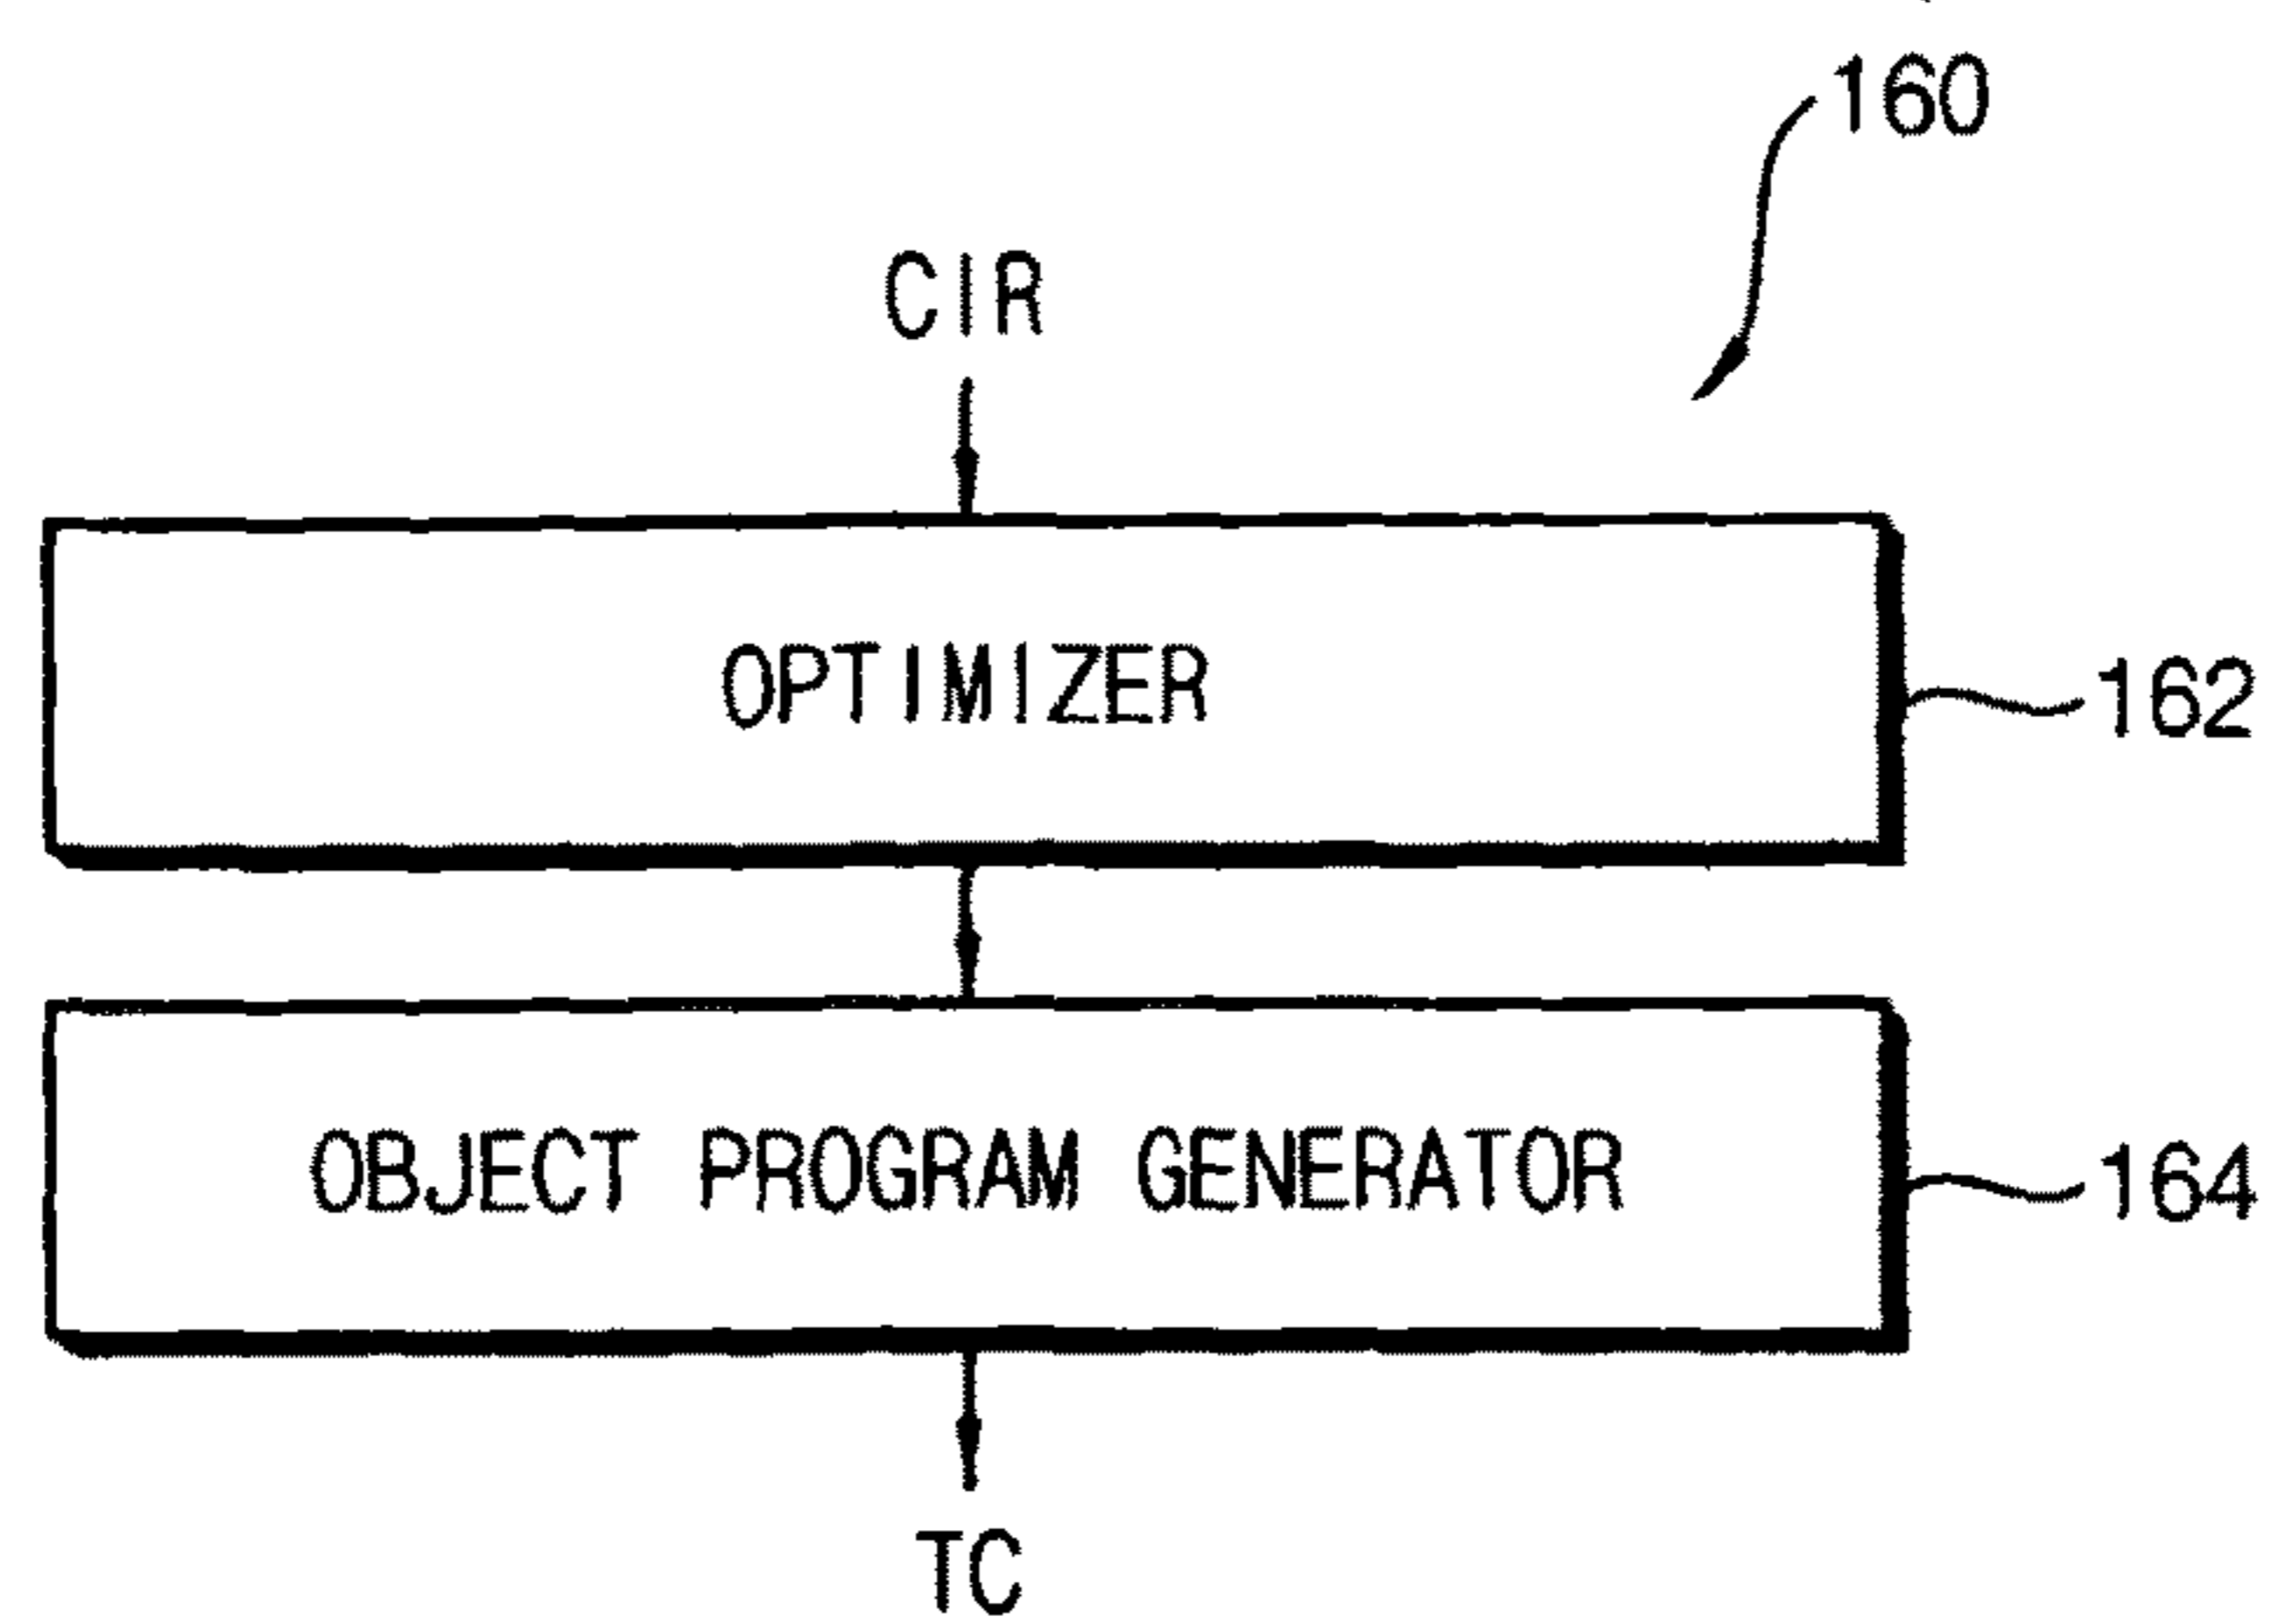 160
CIR
OPTIMIZER
162
OBJECT PROGRAM GENERATOR
164
TC